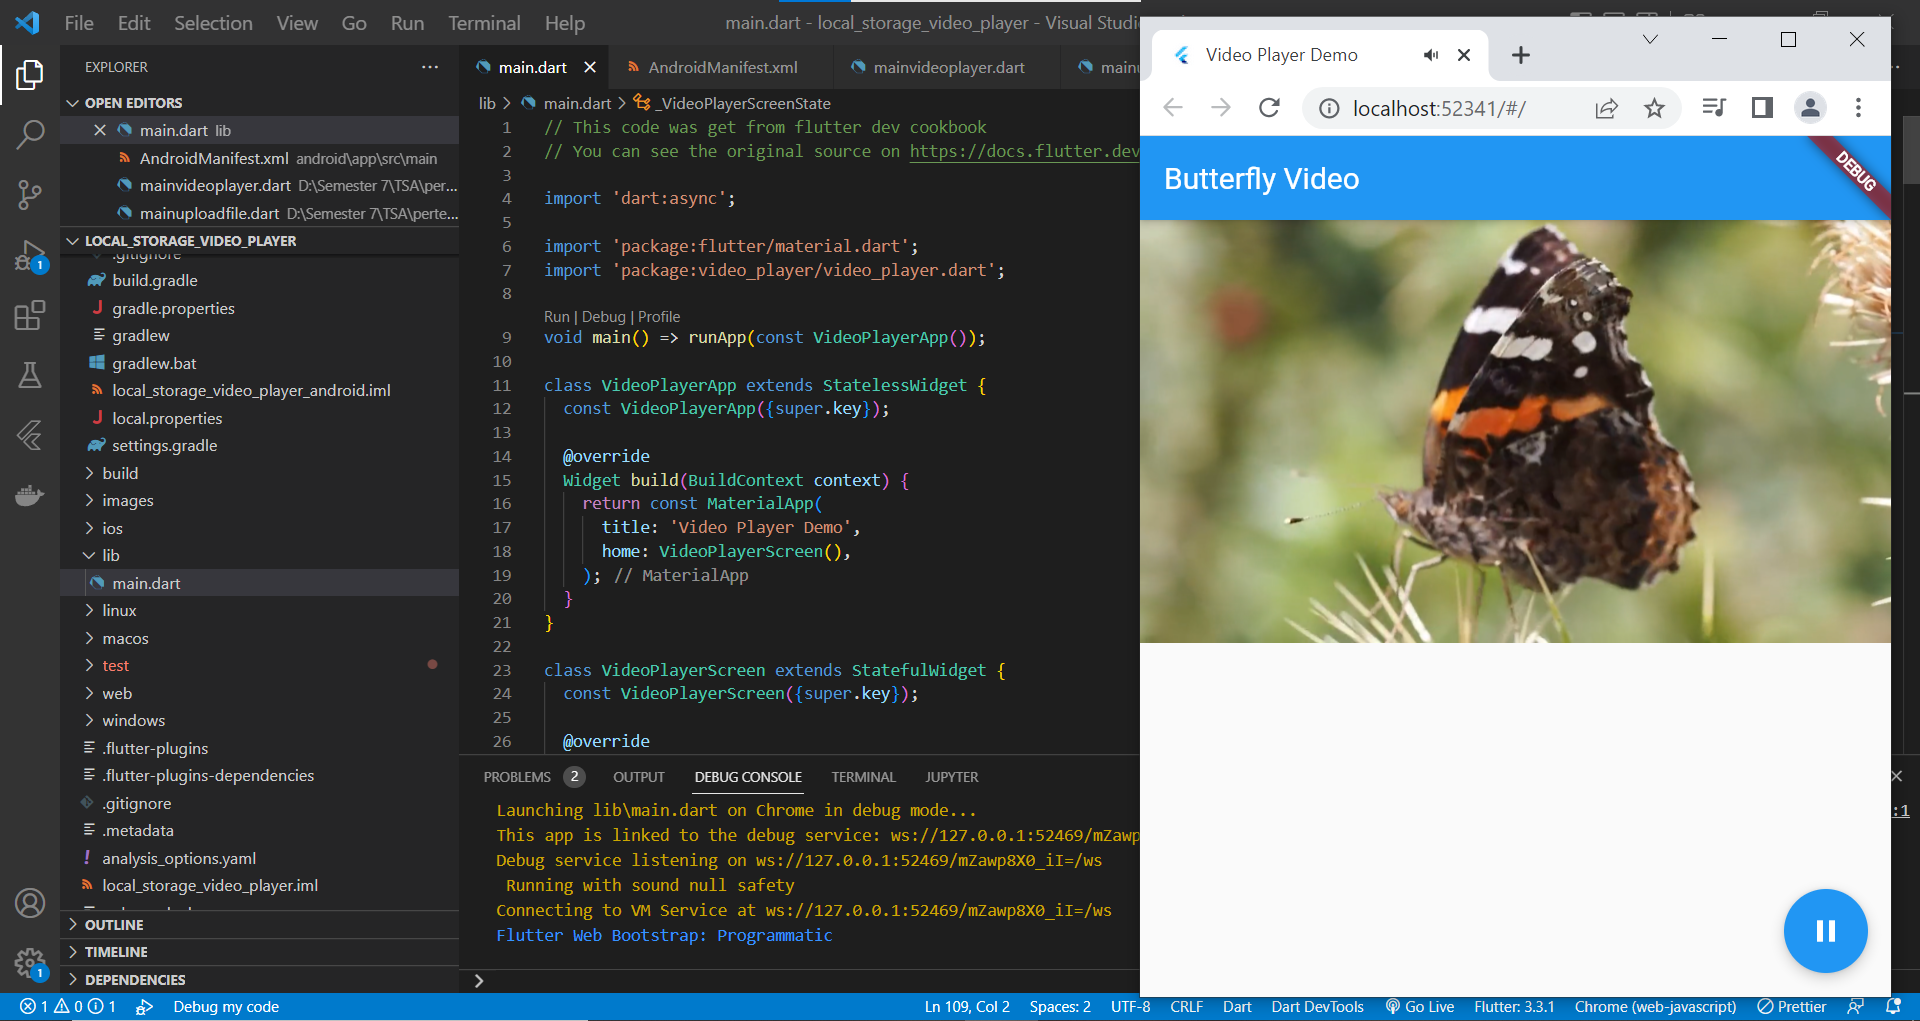 File Edit Selection View Go Run Terminal Help
main.dart - local_storage_video_player - Visual Studi
EXPLORER
OPEN EDITORS
main.dart lib
AndroidManifest.xml android\app\src\main
mainvideoplayer.dart D:\Semester 7\TSA\per...
mainuploadfile.dart D:\Semester 7\TSA\perte...
LOCAL_STORAGE_VIDEO_PLAYER
.gitignore
build.gradle
gradle.properties
gradlew
gradlew.bat
local_storage_video_player_android.iml
local.properties
settings.gradle
build
images
ios
lib
main.dart
linux
macos
test
web
windows
.flutter-plugins
.flutter-plugins-dependencies
.gitignore
.metadata
analysis_options.yaml
local_storage_video_player.iml
OUTLINE
TIMELINE
DEPENDENCIES
1
1
main.dart AndroidManifest.xml mainvideoplayer.dart mainu
lib > main.dart > _VideoPlayerScreenState
1 // This code was get from flutter dev cookbook
2 // You can see the original source on https://docs.flutter.dev
3
4 import 'dart:async';
5
6 import 'package:flutter/material.dart';
7 import 'package:video_player/video_player.dart';
8
Run | Debug | Profile
9 void main() => runApp(const VideoPlayerApp());
10
11 class VideoPlayerApp extends StatelessWidget {
12 const VideoPlayerApp({super.key});
13
14 @override
15 Widget build(BuildContext context) {
16 return const MaterialApp(
17 title: 'Video Player Demo',
18 home: VideoPlayerScreen(),
19 ); // MaterialApp
20 }
21 }
22
23 class VideoPlayerScreen extends StatefulWidget {
24 const VideoPlayerScreen({super.key});
25
26 @override
PROBLEMS 2 OUTPUT DEBUG CONSOLE TERMINAL JUPYTER
Launching lib\main.dart on Chrome in debug mode...
This app is linked to the debug service: ws://127.0.0.1:52469/mZawp
Debug service listening on ws://127.0.0.1:52469/mZawp8X0_iI=/ws
Running with sound null safety
Connecting to VM Service at ws://127.0.0.1:52469/mZawp8X0_iI=/ws
Flutter Web Bootstrap: Programmatic
:1
Video Player Demo
localhost:52341/#/
Butterfly Video
DEBUG
1 0 1 Debug my code Ln 109, Col 2 Spaces: 2 UTF-8 CRLF Dart Dart DevTools Go Live Flutter: 3.3.1 Chrome (web-javascript) Prettier